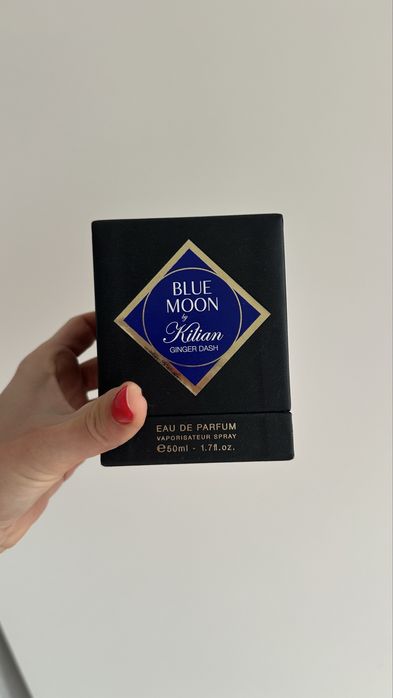 BLUE
MOON
by
Kilian
GINGER DASH
EAU DE PARFUM
VAPORISATEUR SPRAY
℮50ml - 1.7fl.oz.